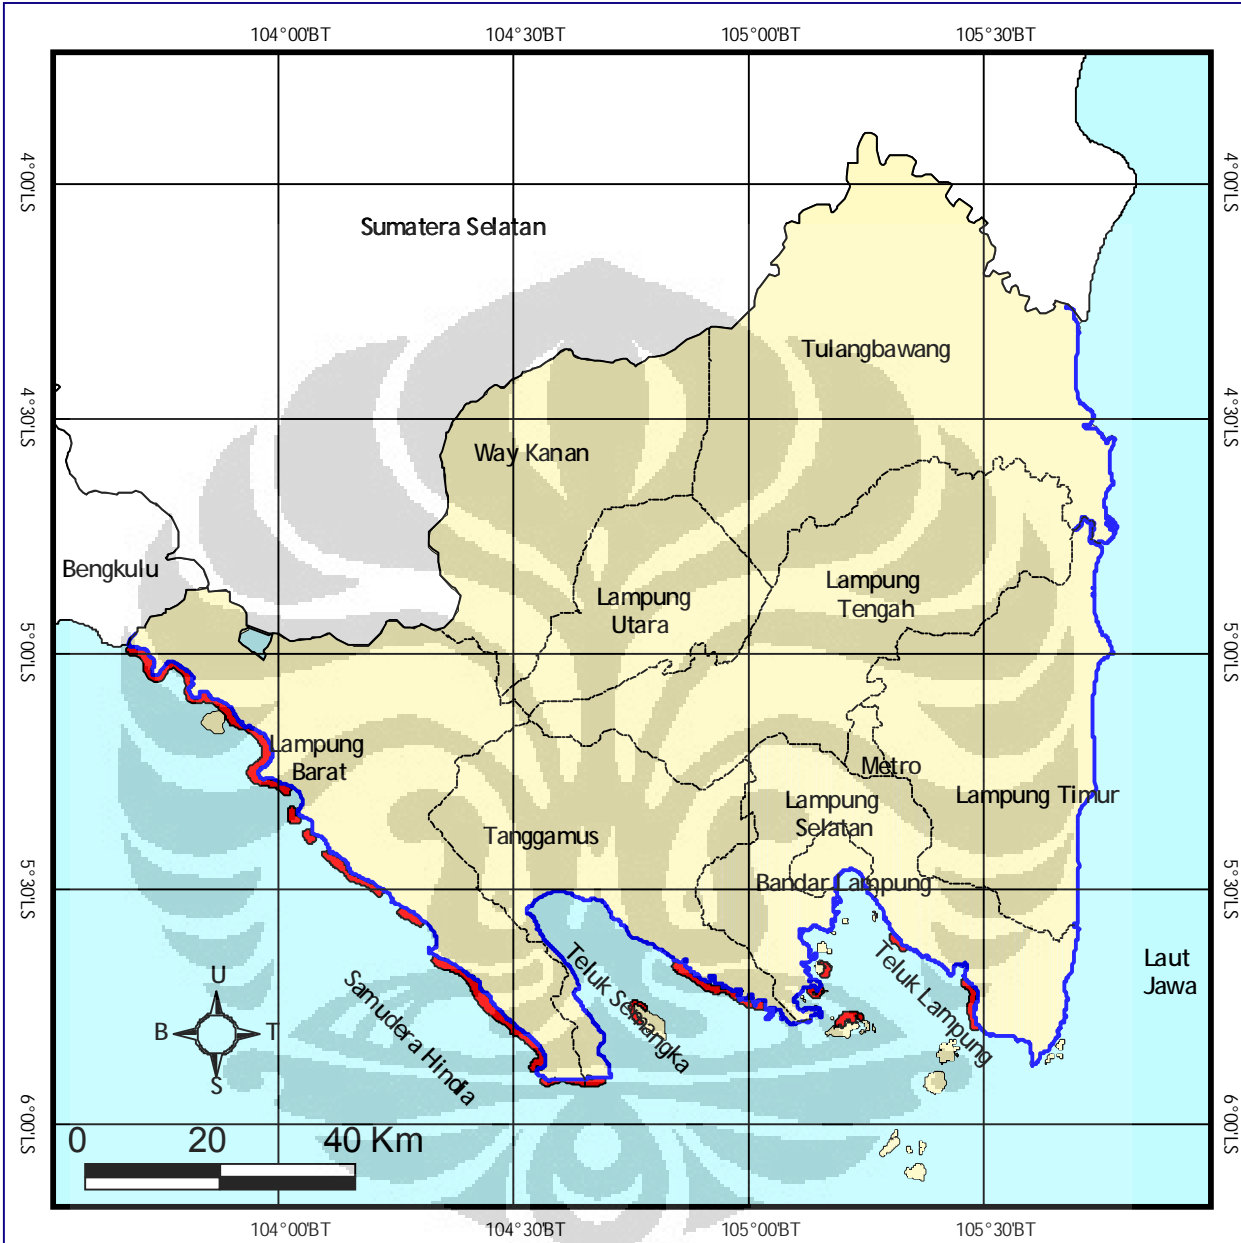 104°00'BT
104°30'BT
105°00'BT
105°30'BT
4°00'LS
4°00'LS
Sumatera Selatan
Tulangbawang
4°30'LS
4°30'LS
Way Kanan
Bengkulu
Lampung
Tengah
Lampung
Utara
5°00'LS
5°00'LS
Lampung
Barat
Metro
Lampung Timur
Lampung
Selatan
Tanggamus
5°30'LS
5°30'LS
Bandar Lampung
Teluk Semangka
Teluk Lampung
Laut
Jawa
Samudera Hindia
U
B
T
S
6°00'LS
6°00'LS
0 20 40 Km
104°00'BT
104°30'BT
105°00'BT
105°30'BT